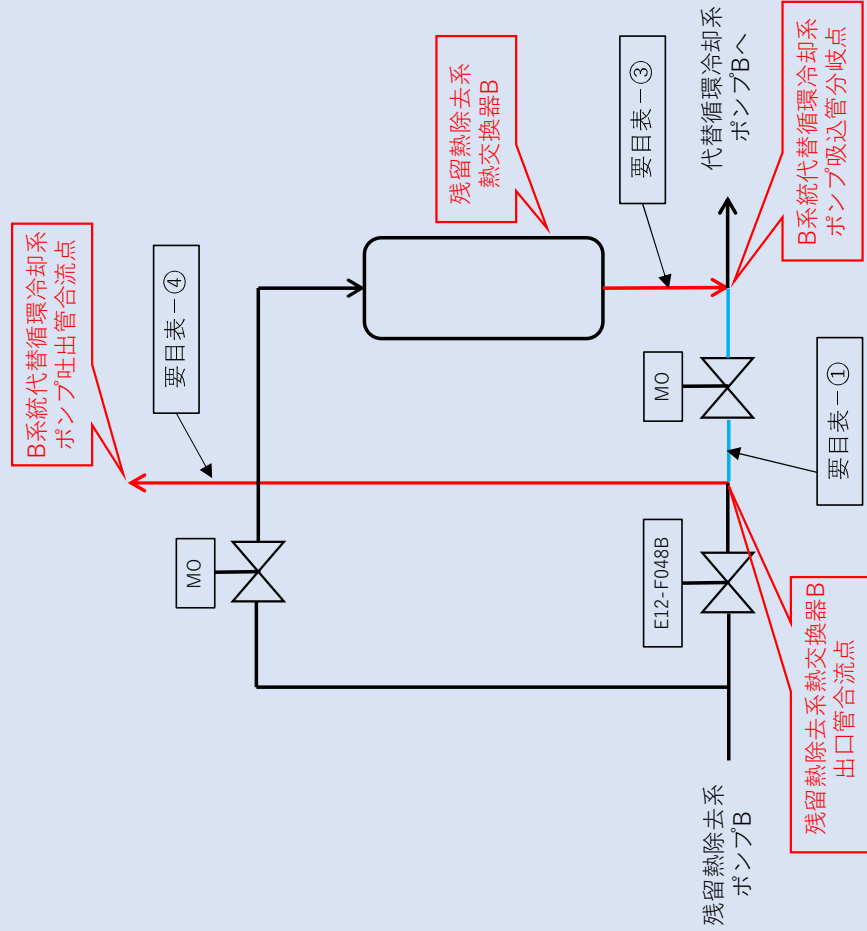 B系統代替循環冷却系
ポンプ吐出管合流点
要目表－④
残留熱除去系
熱交換器B
要目表－③
代替循環冷却系
ポンプBへ
B系統代替循環冷却系
ポンプ吸込管分岐点
MO
MO
要目表－①
E12-F048B
残留熱除去系
ポンプB
残留熱除去系熱交換器B
出口管合流点